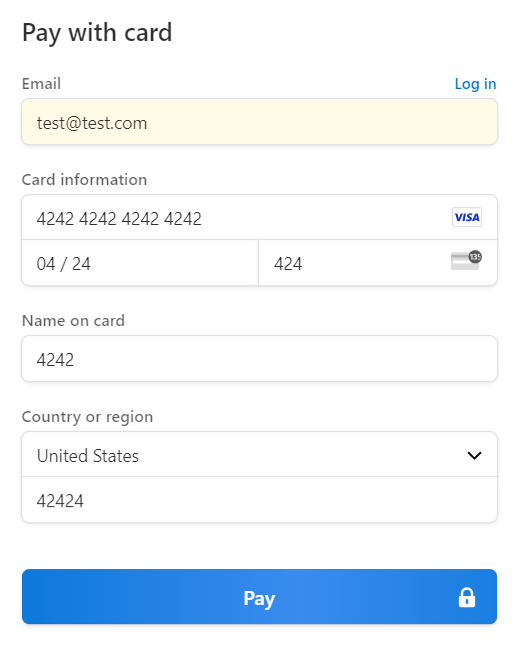 Pay with card
Email Log in
test@test.com
Card information
4242 4242 4242 4242 VISA
04 / 24 424 135
Name on card
4242
Country or region
United States
42424
Pay